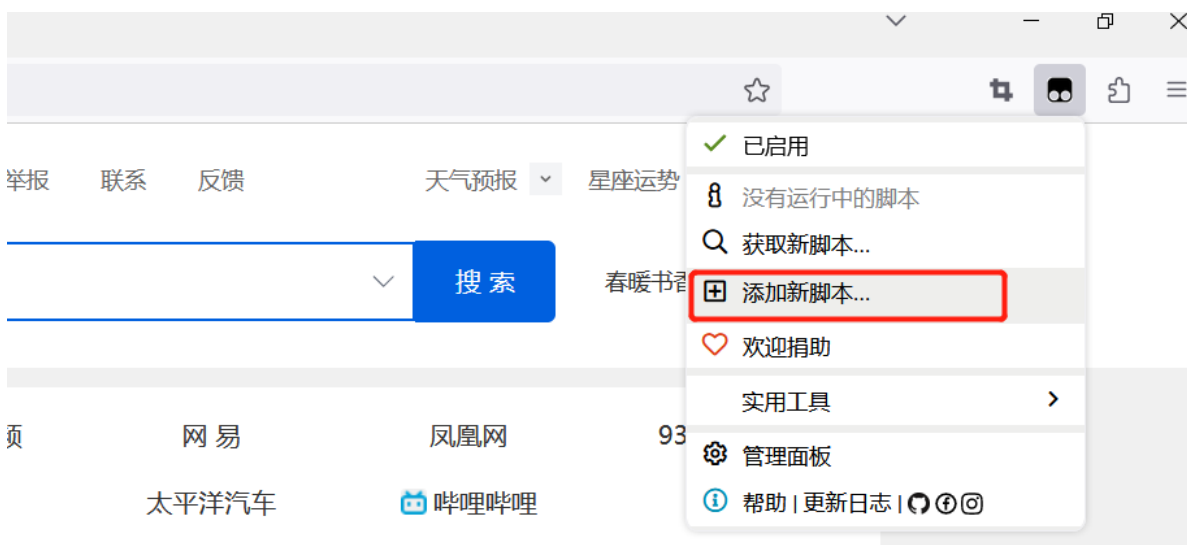 举报 联系 反馈 天气预报 星座运势
搜 索
春暖书香
网 易 凤凰网 93
太平洋汽车 哔哩哔哩
已启用
没有运行中的脚本
获取新脚本...
添加新脚本...
欢迎捐助
实用工具
管理面板
帮助 | 更新日志 |